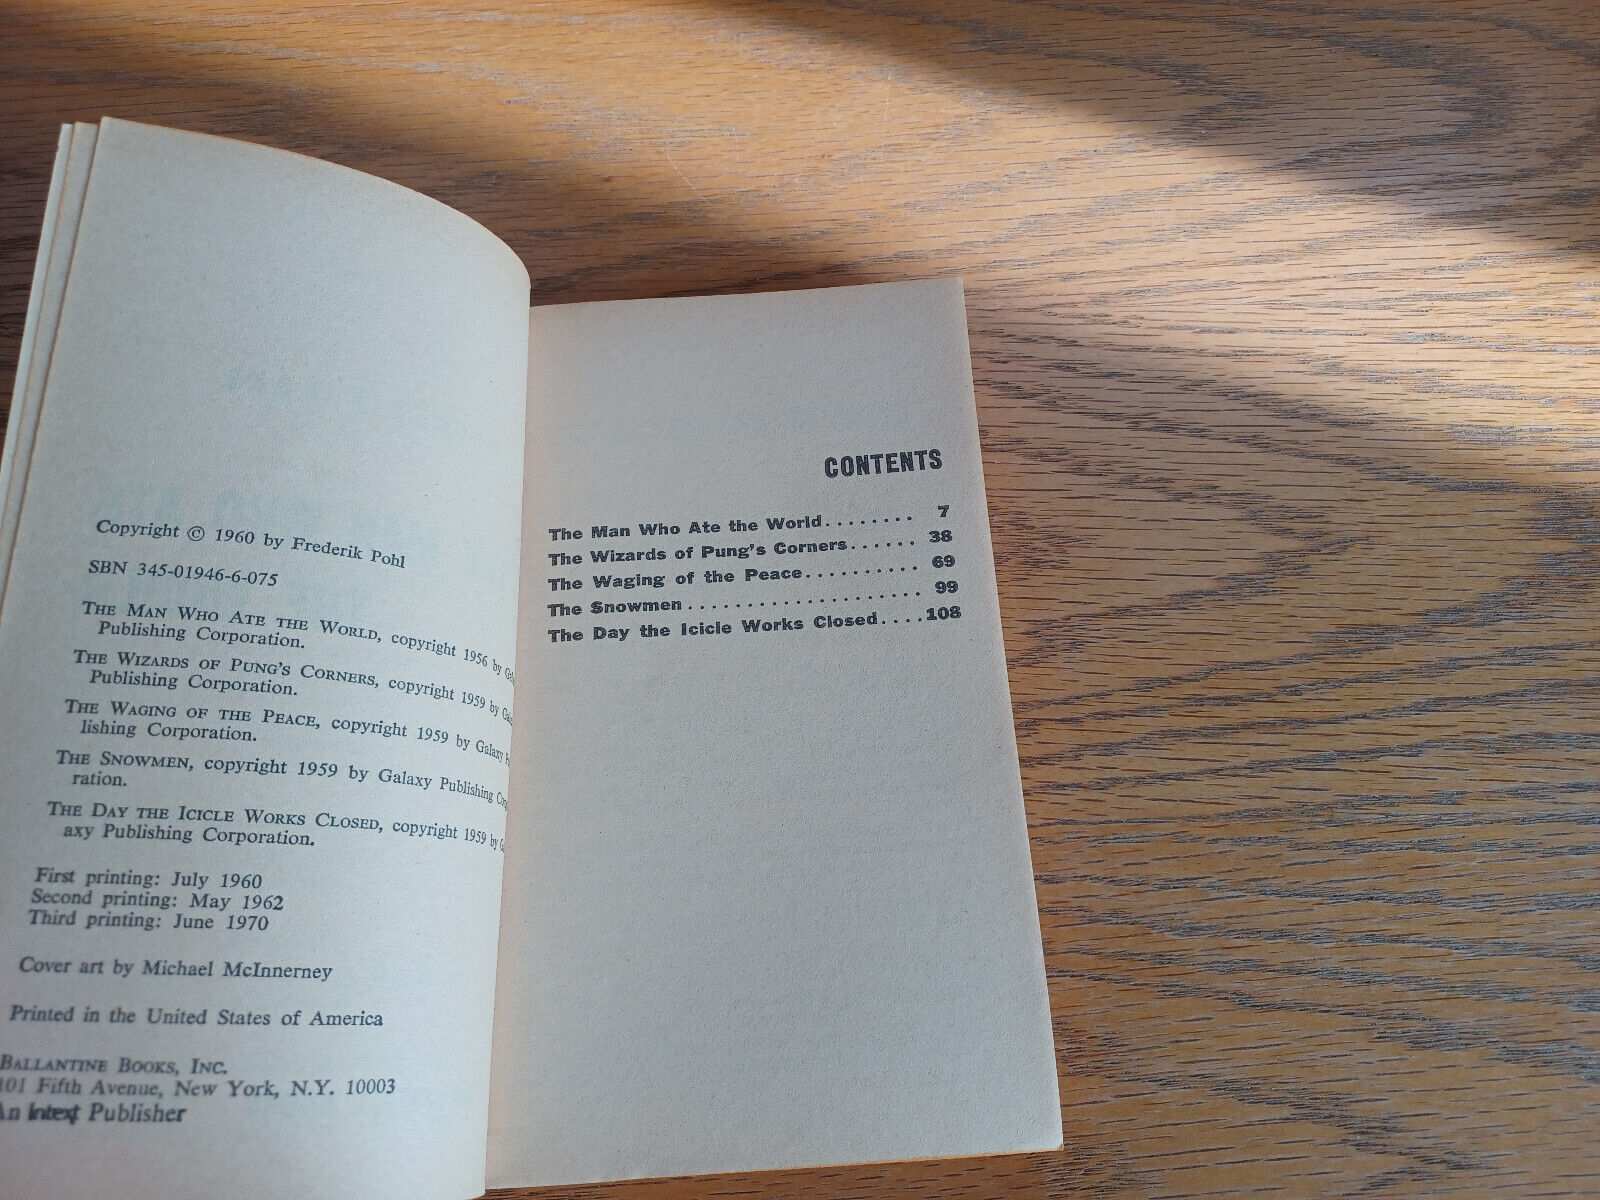 Copyright © 1960 by Frederik Pohl
SBN 345-01946-6-075
THE MAN WHO ATE THE WORLD, copyright 1956 by
Publishing Corporation.
THE WIZARDS OF PUNG'S CORNERS, copyright 1959 by
Publishing Corporation.
THE WAGING OF THE PEACE, copyright 1959 by Galaxy
lishing Corporation.
THE SNOWMEN, copyright 1959 by Galaxy Publishing
ration.
THE DAY THE ICICLE WORKS CLOSED, copyright 1959 by
axy Publishing Corporation.
First printing: July 1960
Second printing: May 1962
Third printing: June 1970
Cover art by Michael McInnerney
Printed in the United States of America
BALLANTINE BOOKS, INC.
101 Fifth Avenue, New York, N.Y. 10003
An Intext Publisher
CONTENTS
The Man Who Ate the World........ 7
The Wizards of Pung's Corners...... 38
The Waging of the Peace.......... 69
The Snowmen.................... 99
The Day the Icicle Works Closed....108